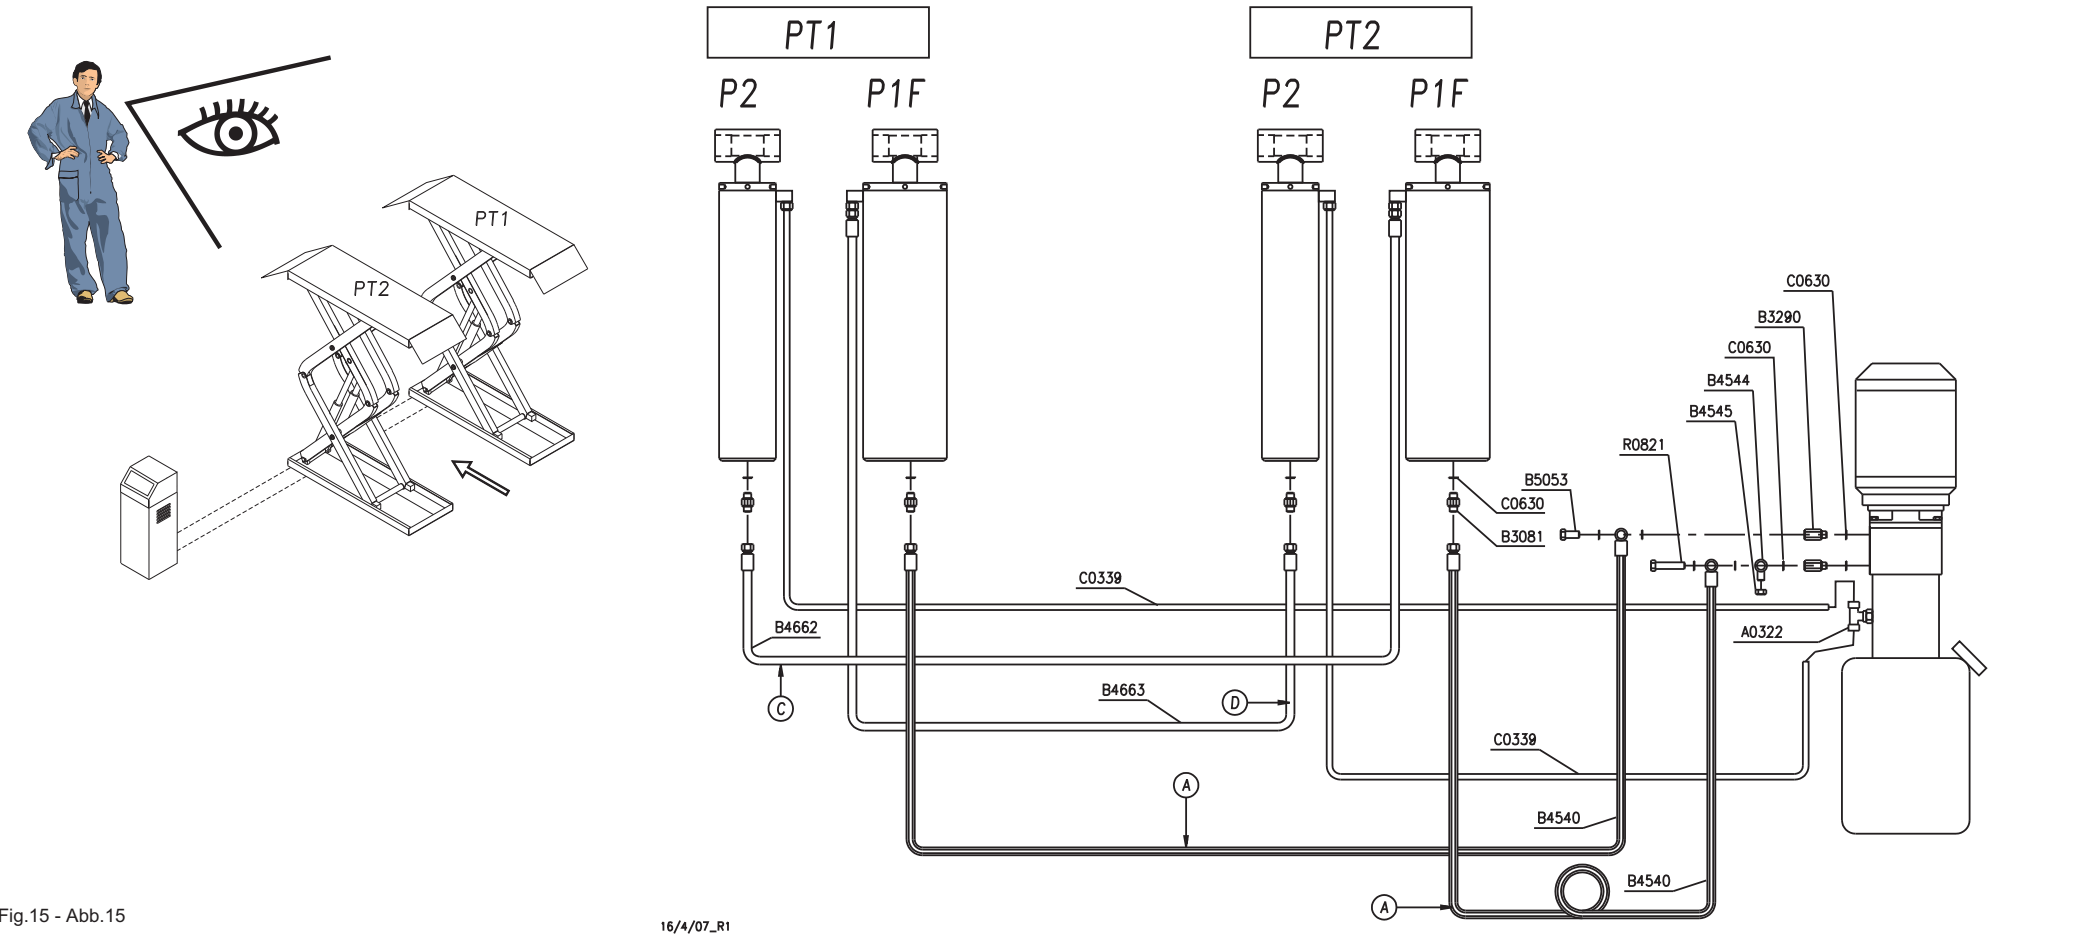 PT1
PT2
P2
P1F
P2
P1F
PT1
PT2
C0630
B3290
C0630
B4544
B4545
R0821
B5053
C0630
B3081
C0339
B4662
A0322
C
B4663
D
C0339
A
B4540
B4540
A
Fig.15 - Abb.15
16/4/07_R1